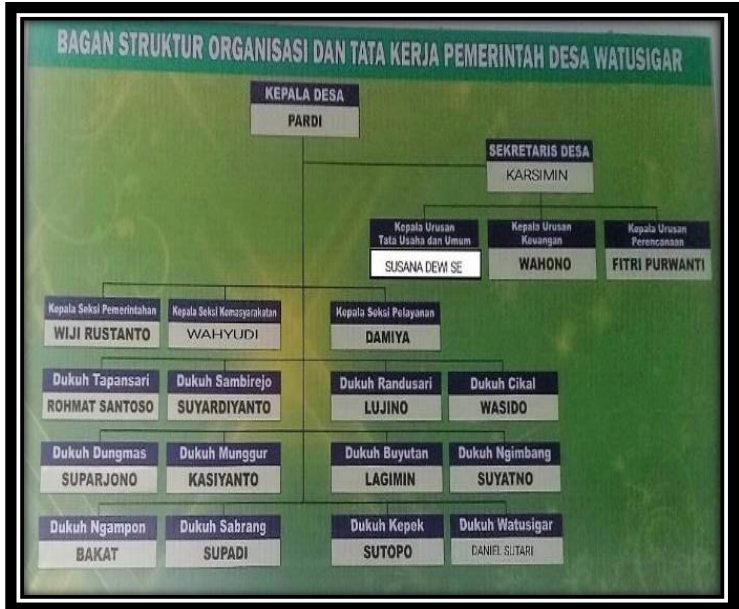 BAGAN STRUKTUR ORGANISASI DAN TATA KERJA PEMERINTAH DESA WATUSIGAR
KEPALA DESA
PARDI
SEKRETARIS DESA
KARSIMIN
Kepala Urusan
Tata Usaha dan Umum
SUSANA DEWI SE
Kepala Urusan
Keuangan
WAHONO
Kepala Urusan
Perencanaan
FITRI PURWANTI
Kepala Seksi Pemerintahan
WIJI RUSTANTO
Kepala Seksi Kemasyarakatan
WAHYUDI
Kepala Seksi Pelayanan
DAMIYA
Dukuh Tapansari
ROHMAT SANTOSO
Dukuh Sambirejo
SUYARDIYANTO
Dukuh Randusari
LUJINO
Dukuh Cikal
WASIDO
Dukuh Dungmas
SUPARJONO
Dukuh Munggur
KASIYANTO
Dukuh Buyutan
LAGIMIN
Dukuh Ngimbang
SUYATNO
Dukuh Ngampon
BAKAT
Dukuh Sabrang
SUPADI
Dukuh Kepek
SUTOPO
Dukuh Watusigar
DANIEL SUTARI